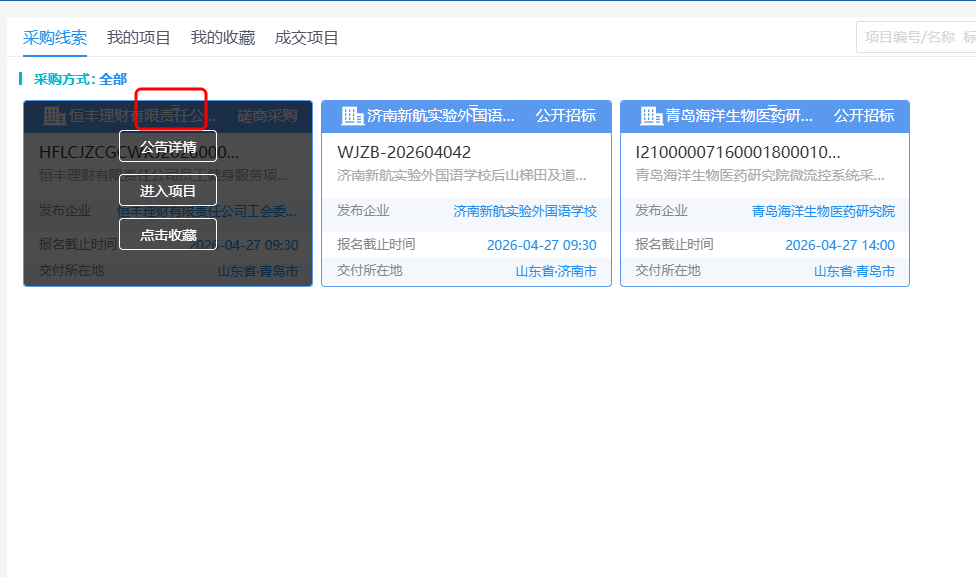 采购线索 我的项目 我的收藏 成交项目
项目编号/名称 标
采购方式: 全部
恒丰理财有限责任公... 磋商采购
公告详情
进入项目
点击收藏
恒丰理财有限责任公司员工健身服务项...
发布企业 恒丰理财有限责任公司工会委...
报名截止时间 2026-04-27 09:30
交付所在地 山东省·青岛市
济南新航实验外国语... 公开招标
WJZB-202604042
济南新航实验外国语学校后山梯田及道...
发布企业 济南新航实验外国语学校
报名截止时间 2026-04-27 09:30
交付所在地 山东省·济南市
青岛海洋生物医药研... 公开招标
I21000007160001800010...
青岛海洋生物医药研究院微流控系统采...
发布企业 青岛海洋生物医药研究院
报名截止时间 2026-04-27 14:00
交付所在地 山东省·青岛市